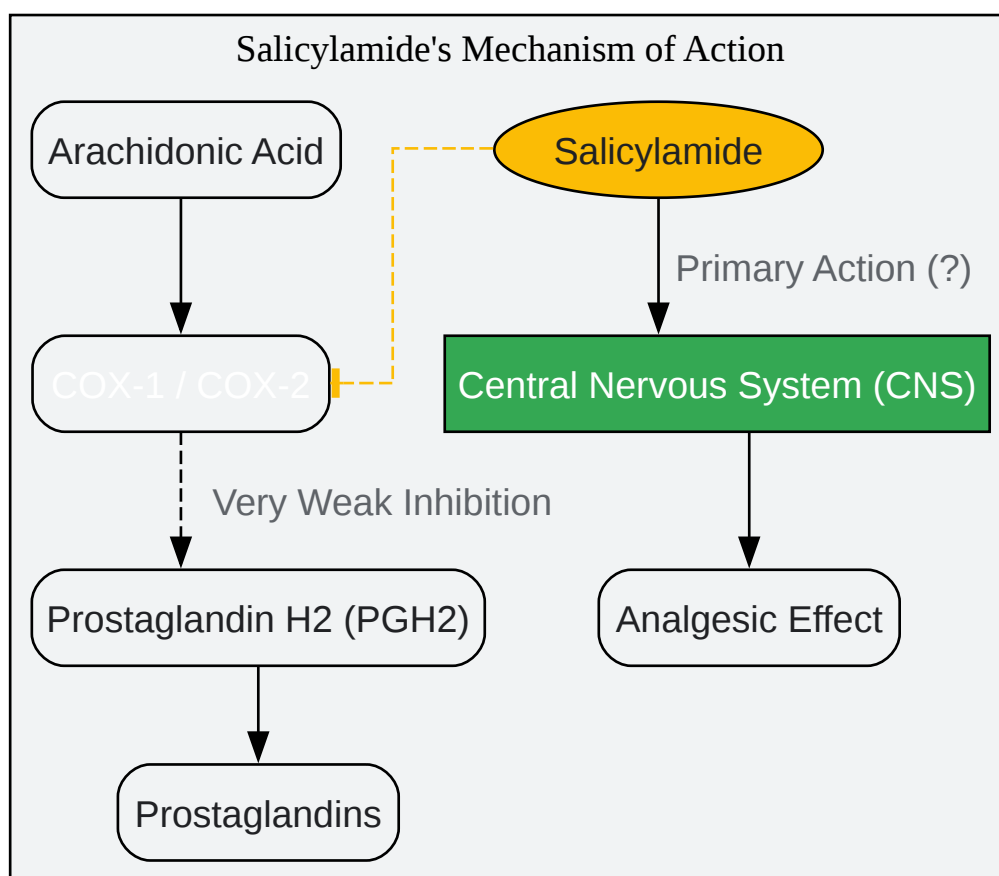 Salicylamide's Mechanism of Action
Arachidonic Acid
Salicylamide
Primary Action (?)
COX-1 / COX-2
Central Nervous System (CNS)
Very Weak Inhibition
Prostaglandin H2 (PGH2)
Analgesic Effect
Prostaglandins